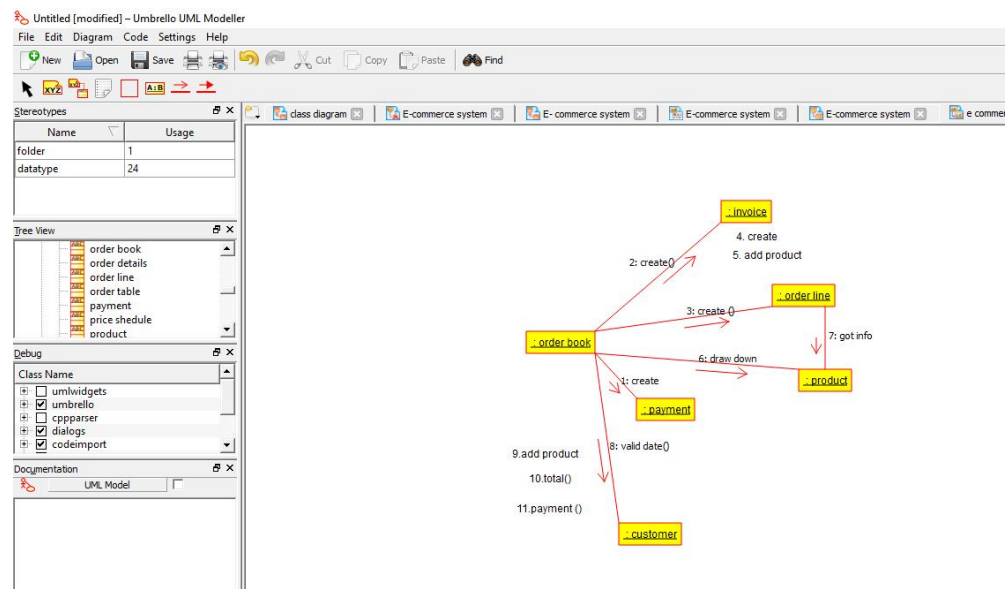 Untitled [modified] – Umbrello UML Modeller
File Edit Diagram Code Settings Help
New Open Save Cut Copy Paste Find
XYZ A:B
Stereotypes
Name Usage
folder 1
datatype 24
Tree View
order book
order details
order line
order table
payment
price shedule
product
Debug
Class Name
umlwidgets
umbrello
cppparser
dialogs
codeimport
Documentation
UML Model
class diagram E-commerce system E- commerce system E-commerce system E-commerce system e commer
: invoice
4. create
5. add product
2: create()
: order line
3: create ()
7: got info
: order book
6: draw down
: product
1: create
: payment
8: valid date()
9.add product
10.total()
11.payment ()
: customer